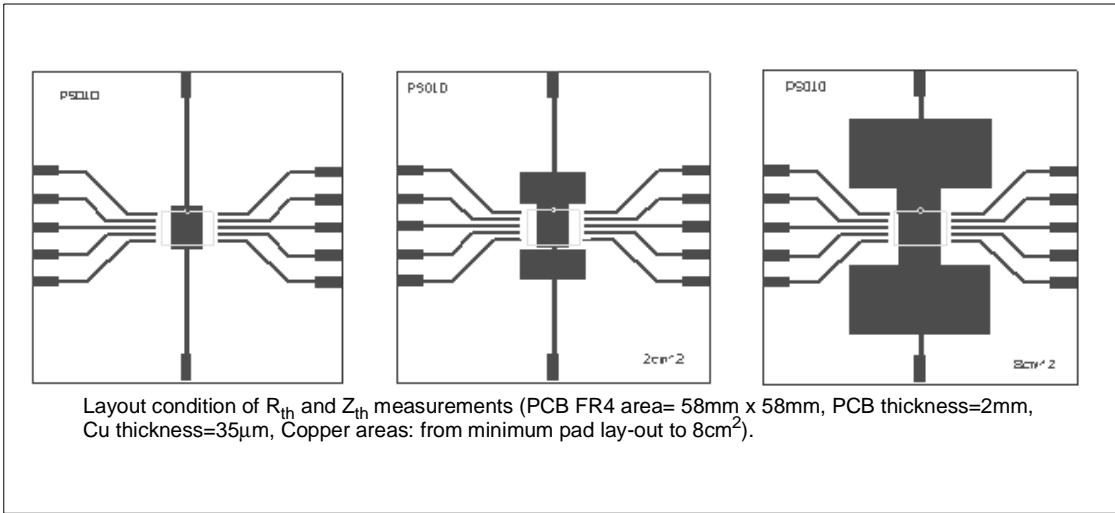 PSO10
PSO10
PSO10
2cm^2
8cm^2
Layout condition of Rth and Zth measurements (PCB FR4 area= 58mm x 58mm, PCB thickness=2mm,
Cu thickness=35μm, Copper areas: from minimum pad lay-out to 8cm²).